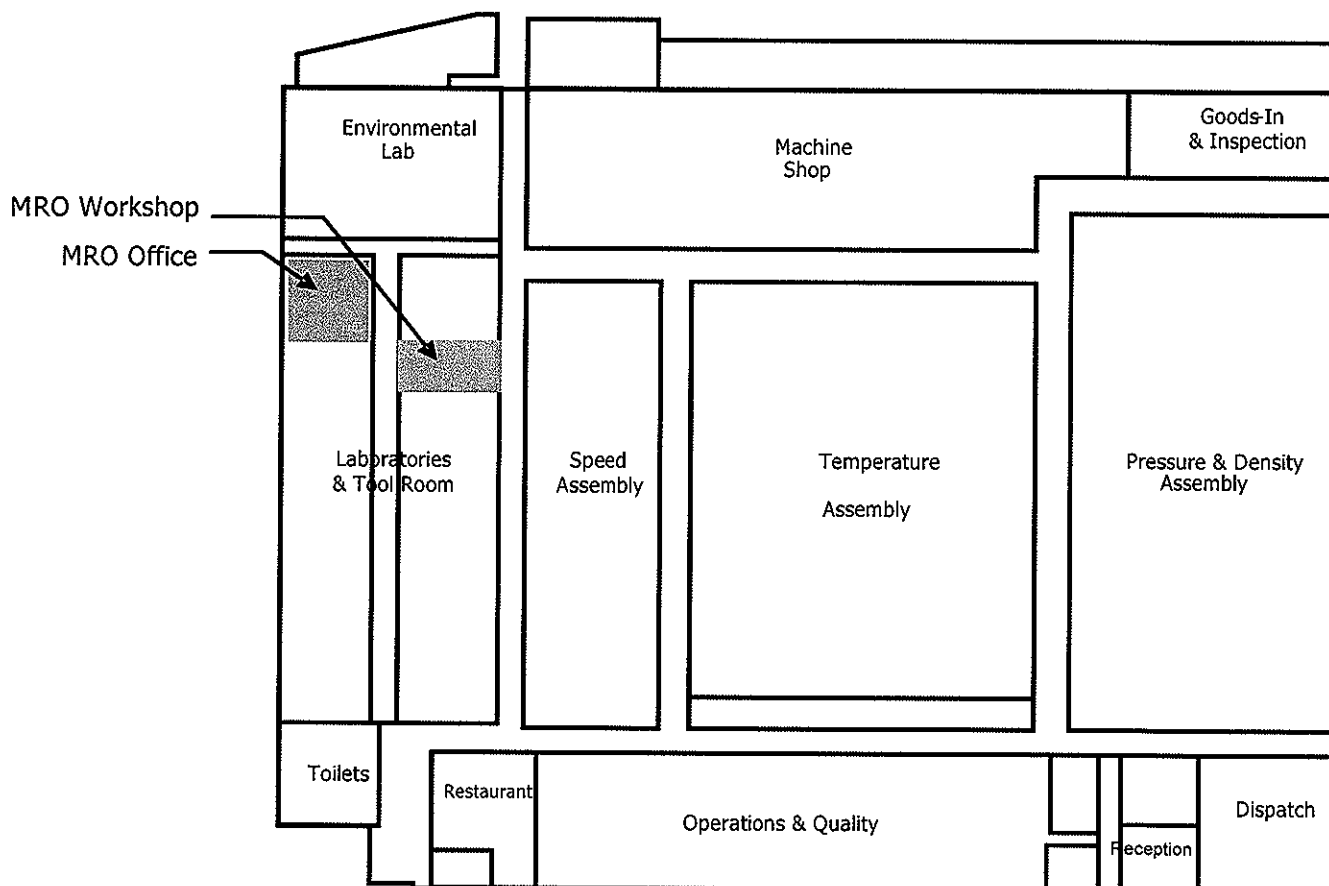 Environmental
Lab
Machine
Shop
Goods-In
& Inspection
MRO Workshop
MRO Office
Laboratories
& Tool Room
Speed
Assembly
Temperature
Assembly
Pressure & Density
Assembly
Toilets
Restaurant
Operations & Quality
Dispatch
Reception